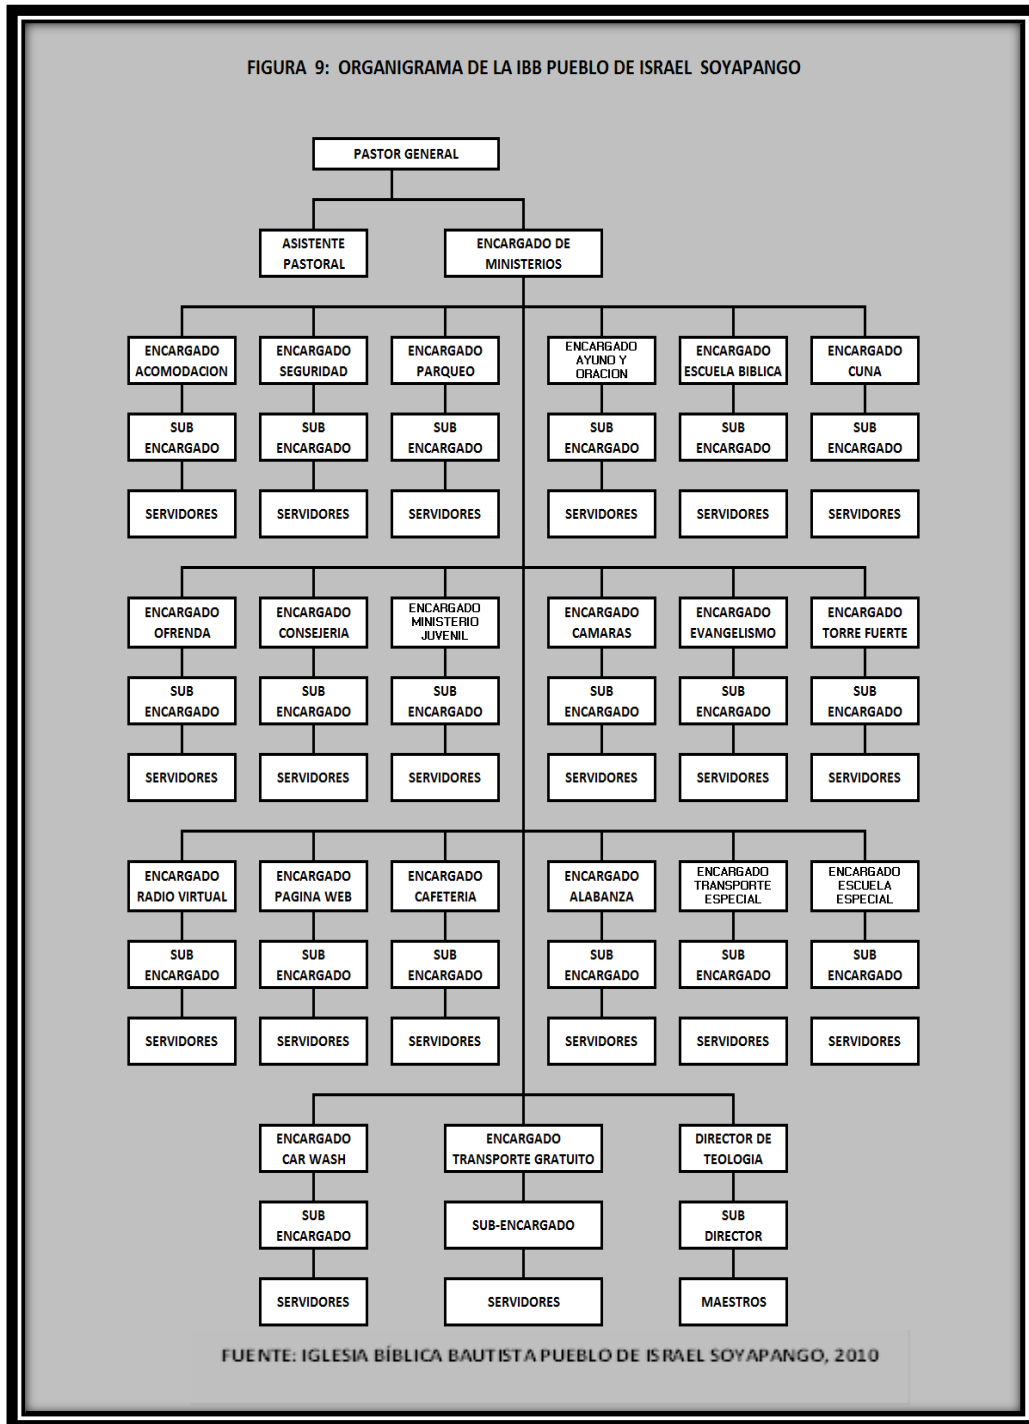 FIGURA 9: ORGANIGRAMA DE LA IBB PUEBLO DE ISRAEL SOYAPANGO
PASTOR GENERAL
ASISTENTE
PASTORAL
ENCARGADO DE
MINISTERIOS
ENCARGADO
ACOMODACION
ENCARGADO
SEGURIDAD
ENCARGADO
PARQUEO
ENCARGADO
AYUNO Y
ORACION
ENCARGADO
ESCUELA BIBLICA
ENCARGADO
CUNA
SUB
ENCARGADO
SUB
ENCARGADO
SUB
ENCARGADO
SUB
ENCARGADO
SUB
ENCARGADO
SUB
ENCARGADO
SERVIDORES
SERVIDORES
SERVIDORES
SERVIDORES
SERVIDORES
SERVIDORES
ENCARGADO
OFRENDA
ENCARGADO
CONSEJERIA
ENCARGADO
MINISTERIO
JUVENIL
ENCARGADO
CAMARAS
ENCARGADO
EVANGELISMO
ENCARGADO
TORRE FUERTE
SUB
ENCARGADO
SUB
ENCARGADO
SUB
ENCARGADO
SUB
ENCARGADO
SUB
ENCARGADO
SUB
ENCARGADO
SERVIDORES
SERVIDORES
SERVIDORES
SERVIDORES
SERVIDORES
SERVIDORES
ENCARGADO
RADIO VIRTUAL
ENCARGADO
PAGINA WEB
ENCARGADO
CAFETERIA
ENCARGADO
ALABANZA
ENCARGADO
TRANSPORTE
ESPECIAL
ENCARGADO
ESCUELA
ESPECIAL
SUB
ENCARGADO
SUB
ENCARGADO
SUB
ENCARGADO
SUB
ENCARGADO
SUB
ENCARGADO
SUB
ENCARGADO
SERVIDORES
SERVIDORES
SERVIDORES
SERVIDORES
SERVIDORES
SERVIDORES
ENCARGADO
CAR WASH
ENCARGADO
TRANSPORTE GRATUITO
DIRECTOR DE
TEOLOGIA
SUB
ENCARGADO
SUB-ENCARGADO
SUB
DIRECTOR
SERVIDORES
SERVIDORES
MAESTROS
FUENTE: IGLESIA BÍBLICA BAUTISTA PUEBLO DE ISRAEL SOYAPANGO, 2010